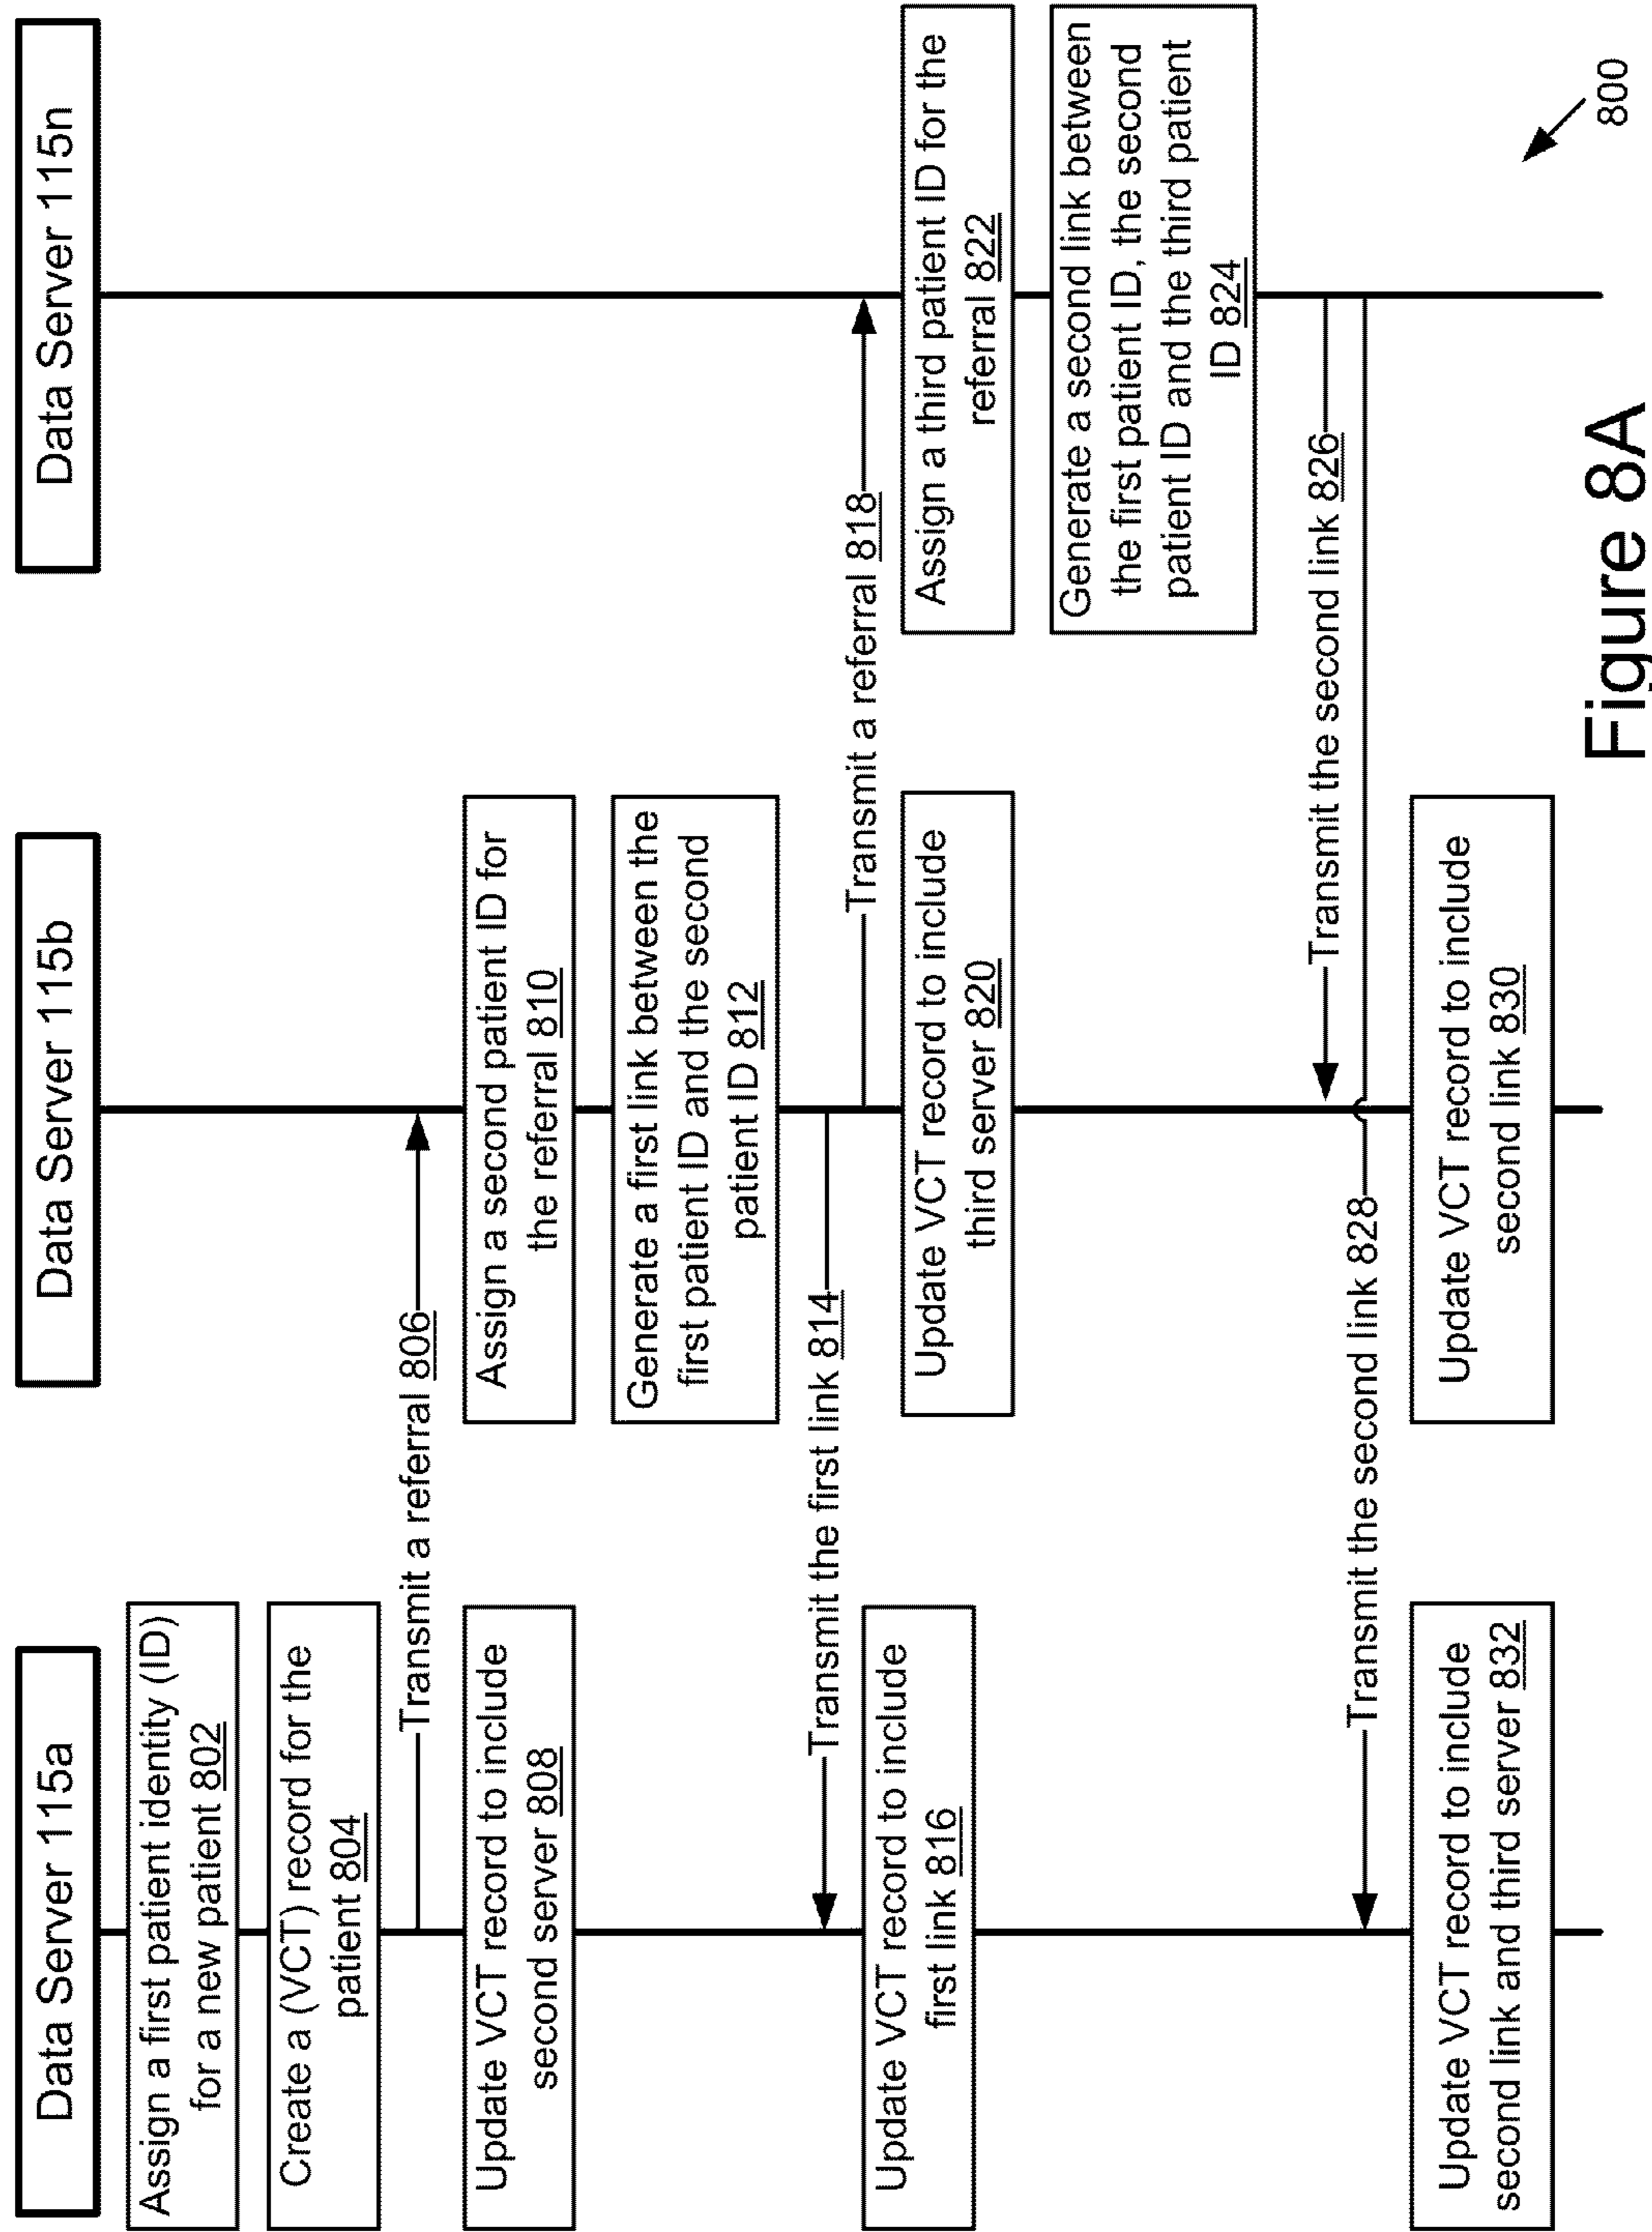 Data Server 115a
Data Server 115b
Data Server 115n
Assign a first patient identity (ID)
for a new patient 802
Create a (VCT) record for the
patient 804
Transmit a referral 806
Update VCT record to include
second server 808
Assign a second patient ID for
the referral 810
Generate a first link between the
first patient ID and the second
patient ID 812
Transmit the first link 814
Update VCT record to include
first link 816
Transmit a referral 818
Update VCT record to include
third server 820
Assign a third patient ID for the
referral 822
Generate a second link between
the first patient ID, the second
patient ID and the third patient
ID 824
Transmit the second link 826
Transmit the second link 828
Update VCT record to include
second link 830
Update VCT record to include
second link and third server 832
800
Figure 8A